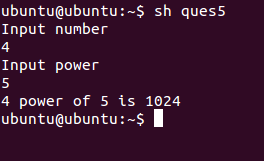 ubuntu@ubuntu:~$ sh ques5
Input number
4
Input power
5
4 power of 5 is 1024
ubuntu@ubuntu:~$